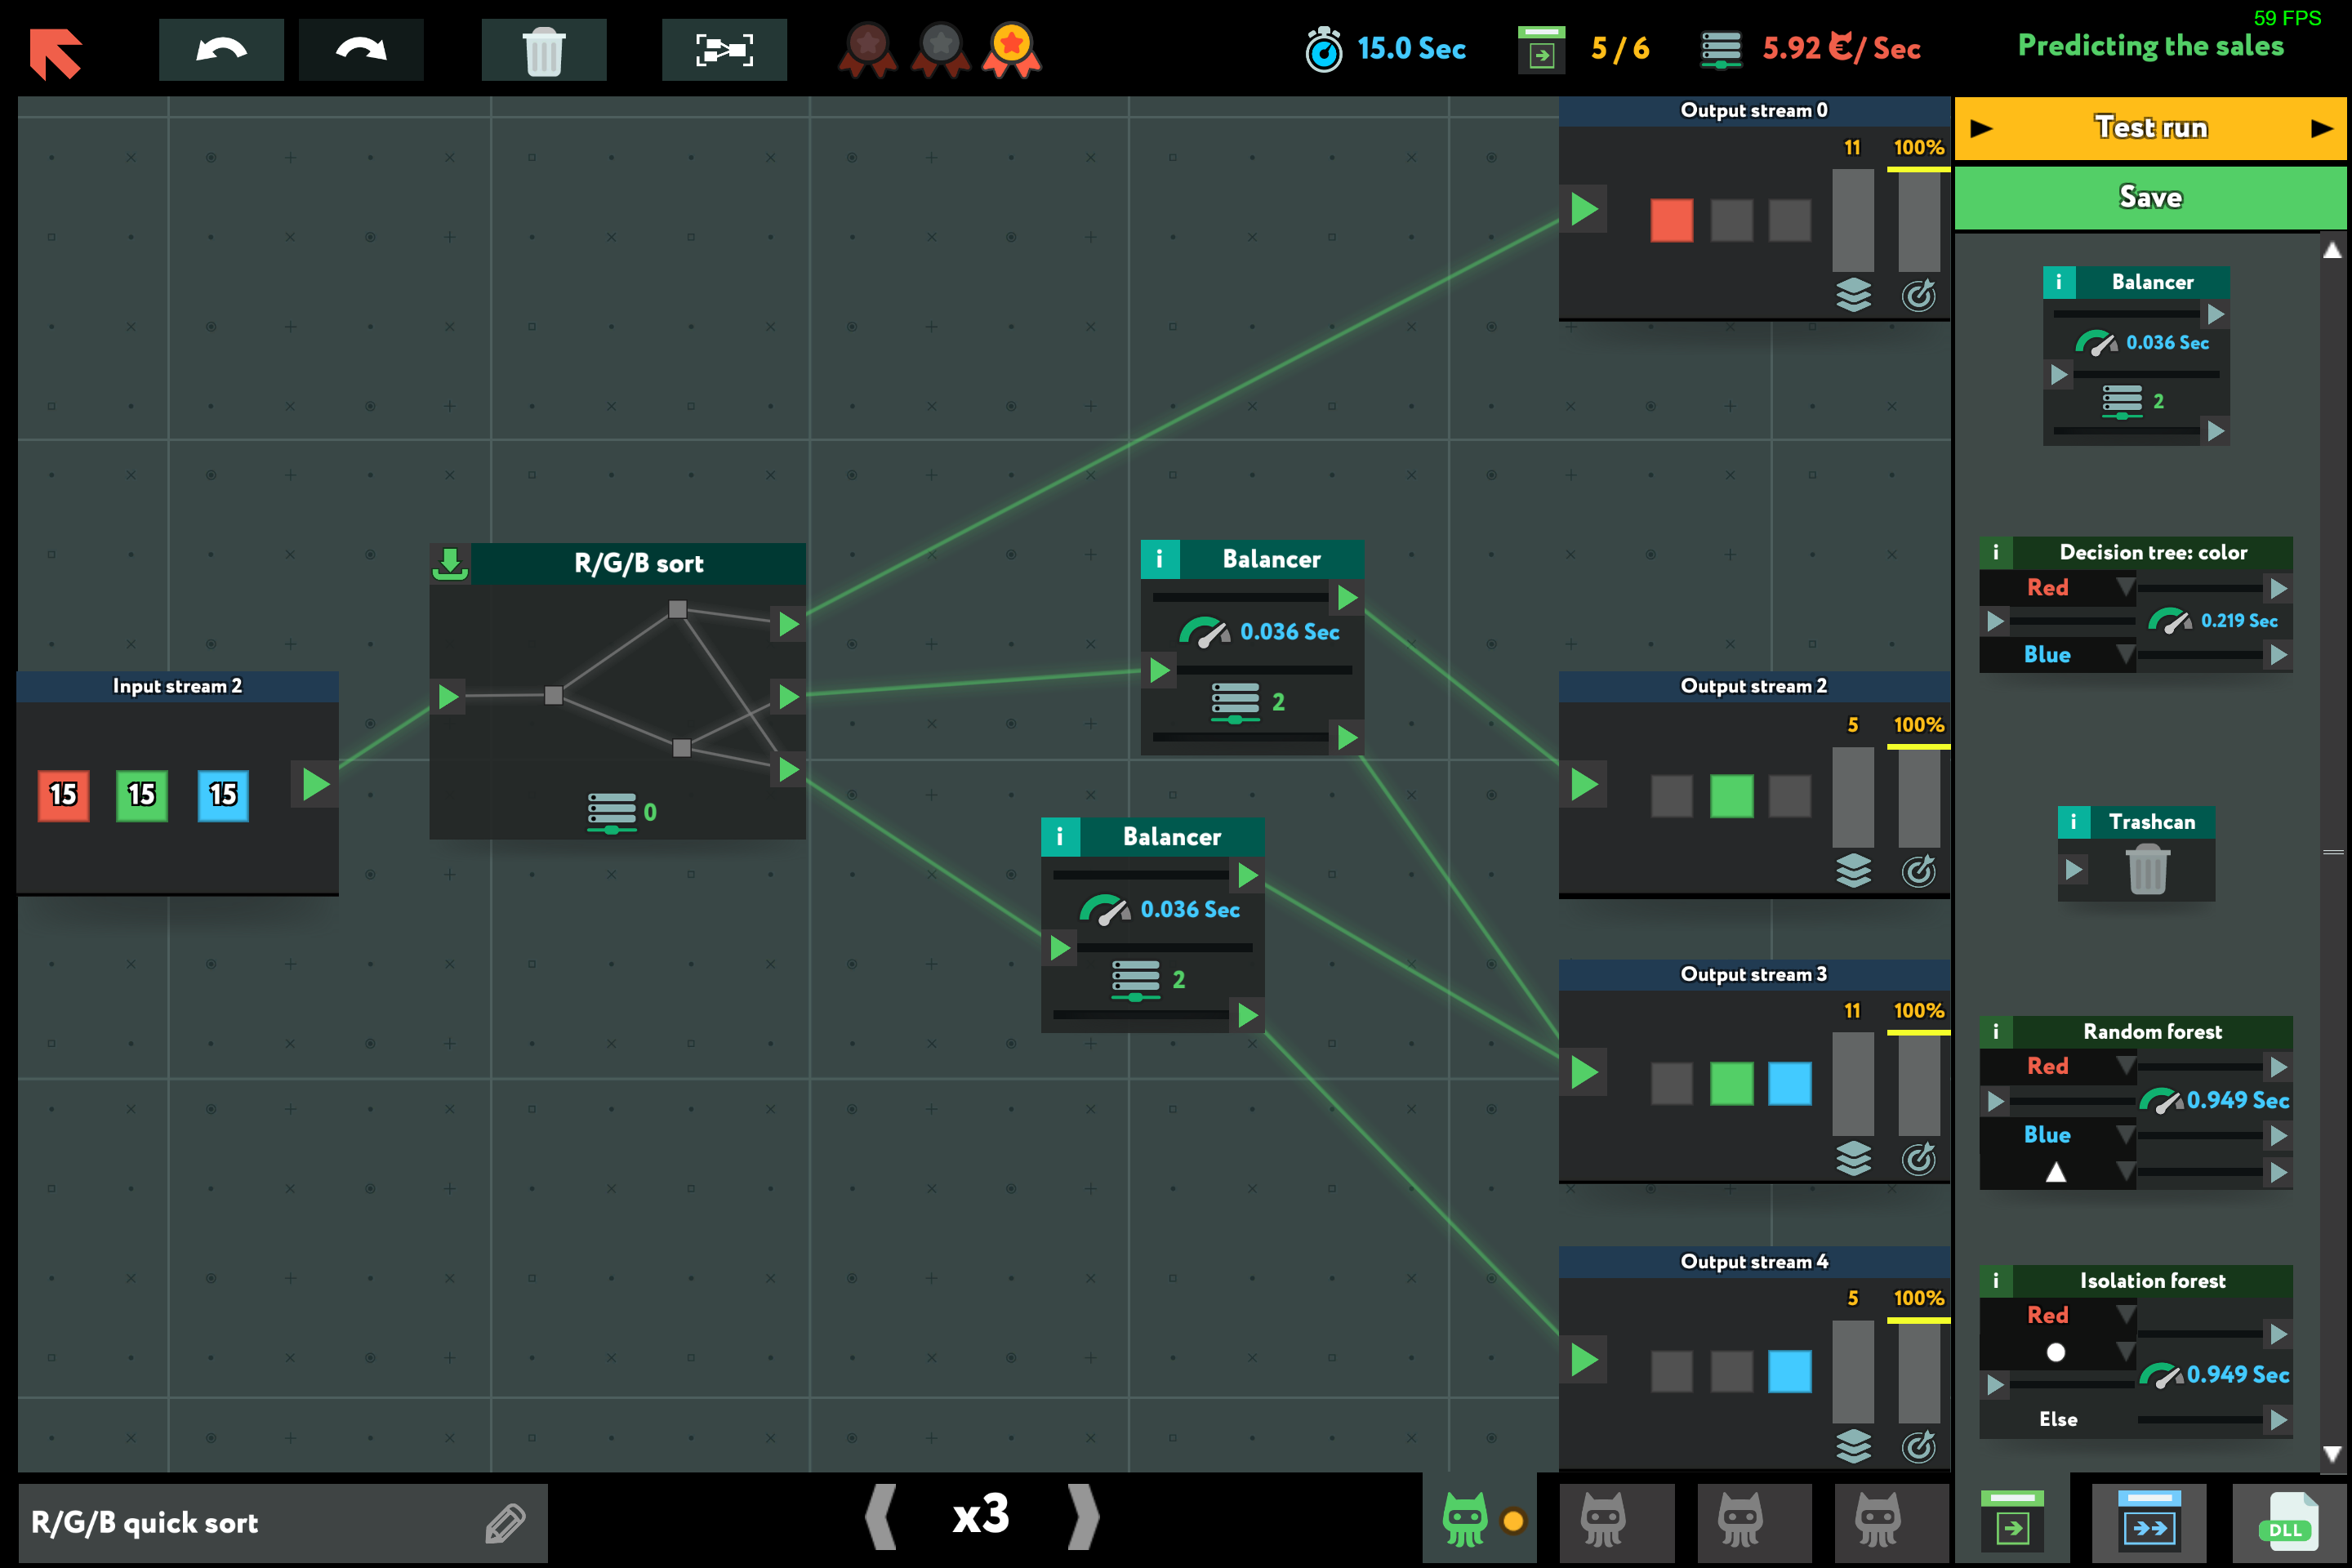 59 FPS
15.0 Sec
5 / 6
5.92 €/ Sec
Predicting the sales
Test run
Save
Output stream 0
11 100%
i Balancer
0.036 Sec
2
i Decision tree: color
Red
0.219 Sec
Blue
i Trashcan
i Random forest
Red
0.949 Sec
Blue
i Isolation forest
Red
0.949 Sec
Else
Input stream 2
15 15 15
R/G/B sort
0
i Balancer
0.036 Sec
2
i Balancer
0.036 Sec
2
Output stream 2
5 100%
Output stream 3
11 100%
Output stream 4
5 100%
R/G/B quick sort
x3
DLL